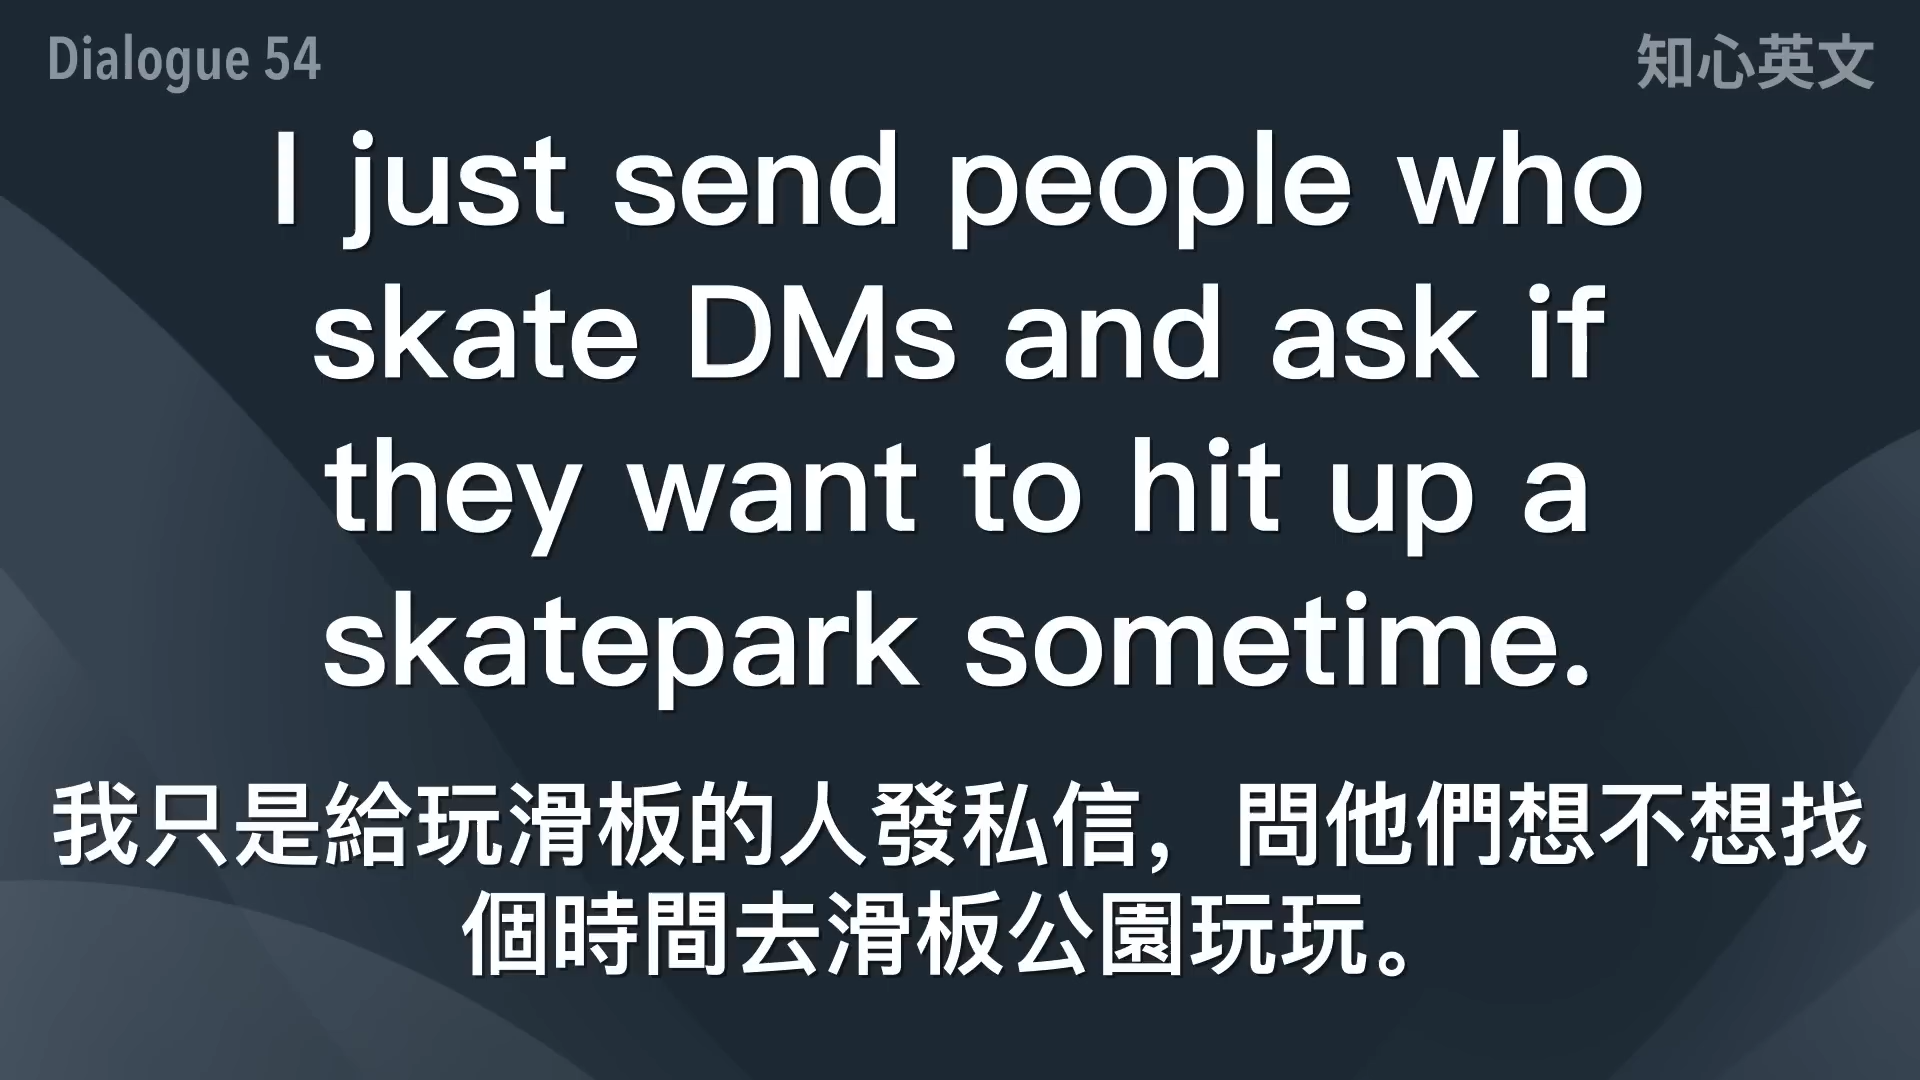 Dialogue 54
知心英文
I just send people who
skate DMs and ask if
they want to hit up a
skatepark sometime.
我只是給玩滑板的人發私信，問他們想不想找
個時間去滑板公園玩玩。